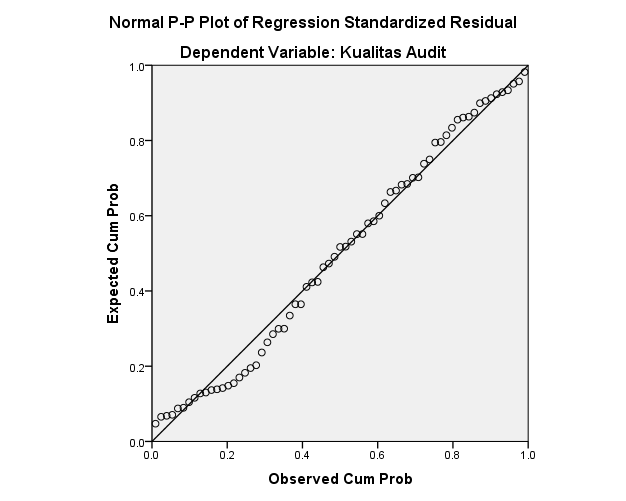 Normal P-P Plot of Regression Standardized Residual
Dependent Variable: Kualitas Audit
1.0
0.8
0.6
0.4
0.2
0.0
Expected Cum Prob
0.0 0.2 0.4 0.6 0.8 1.0
Observed Cum Prob